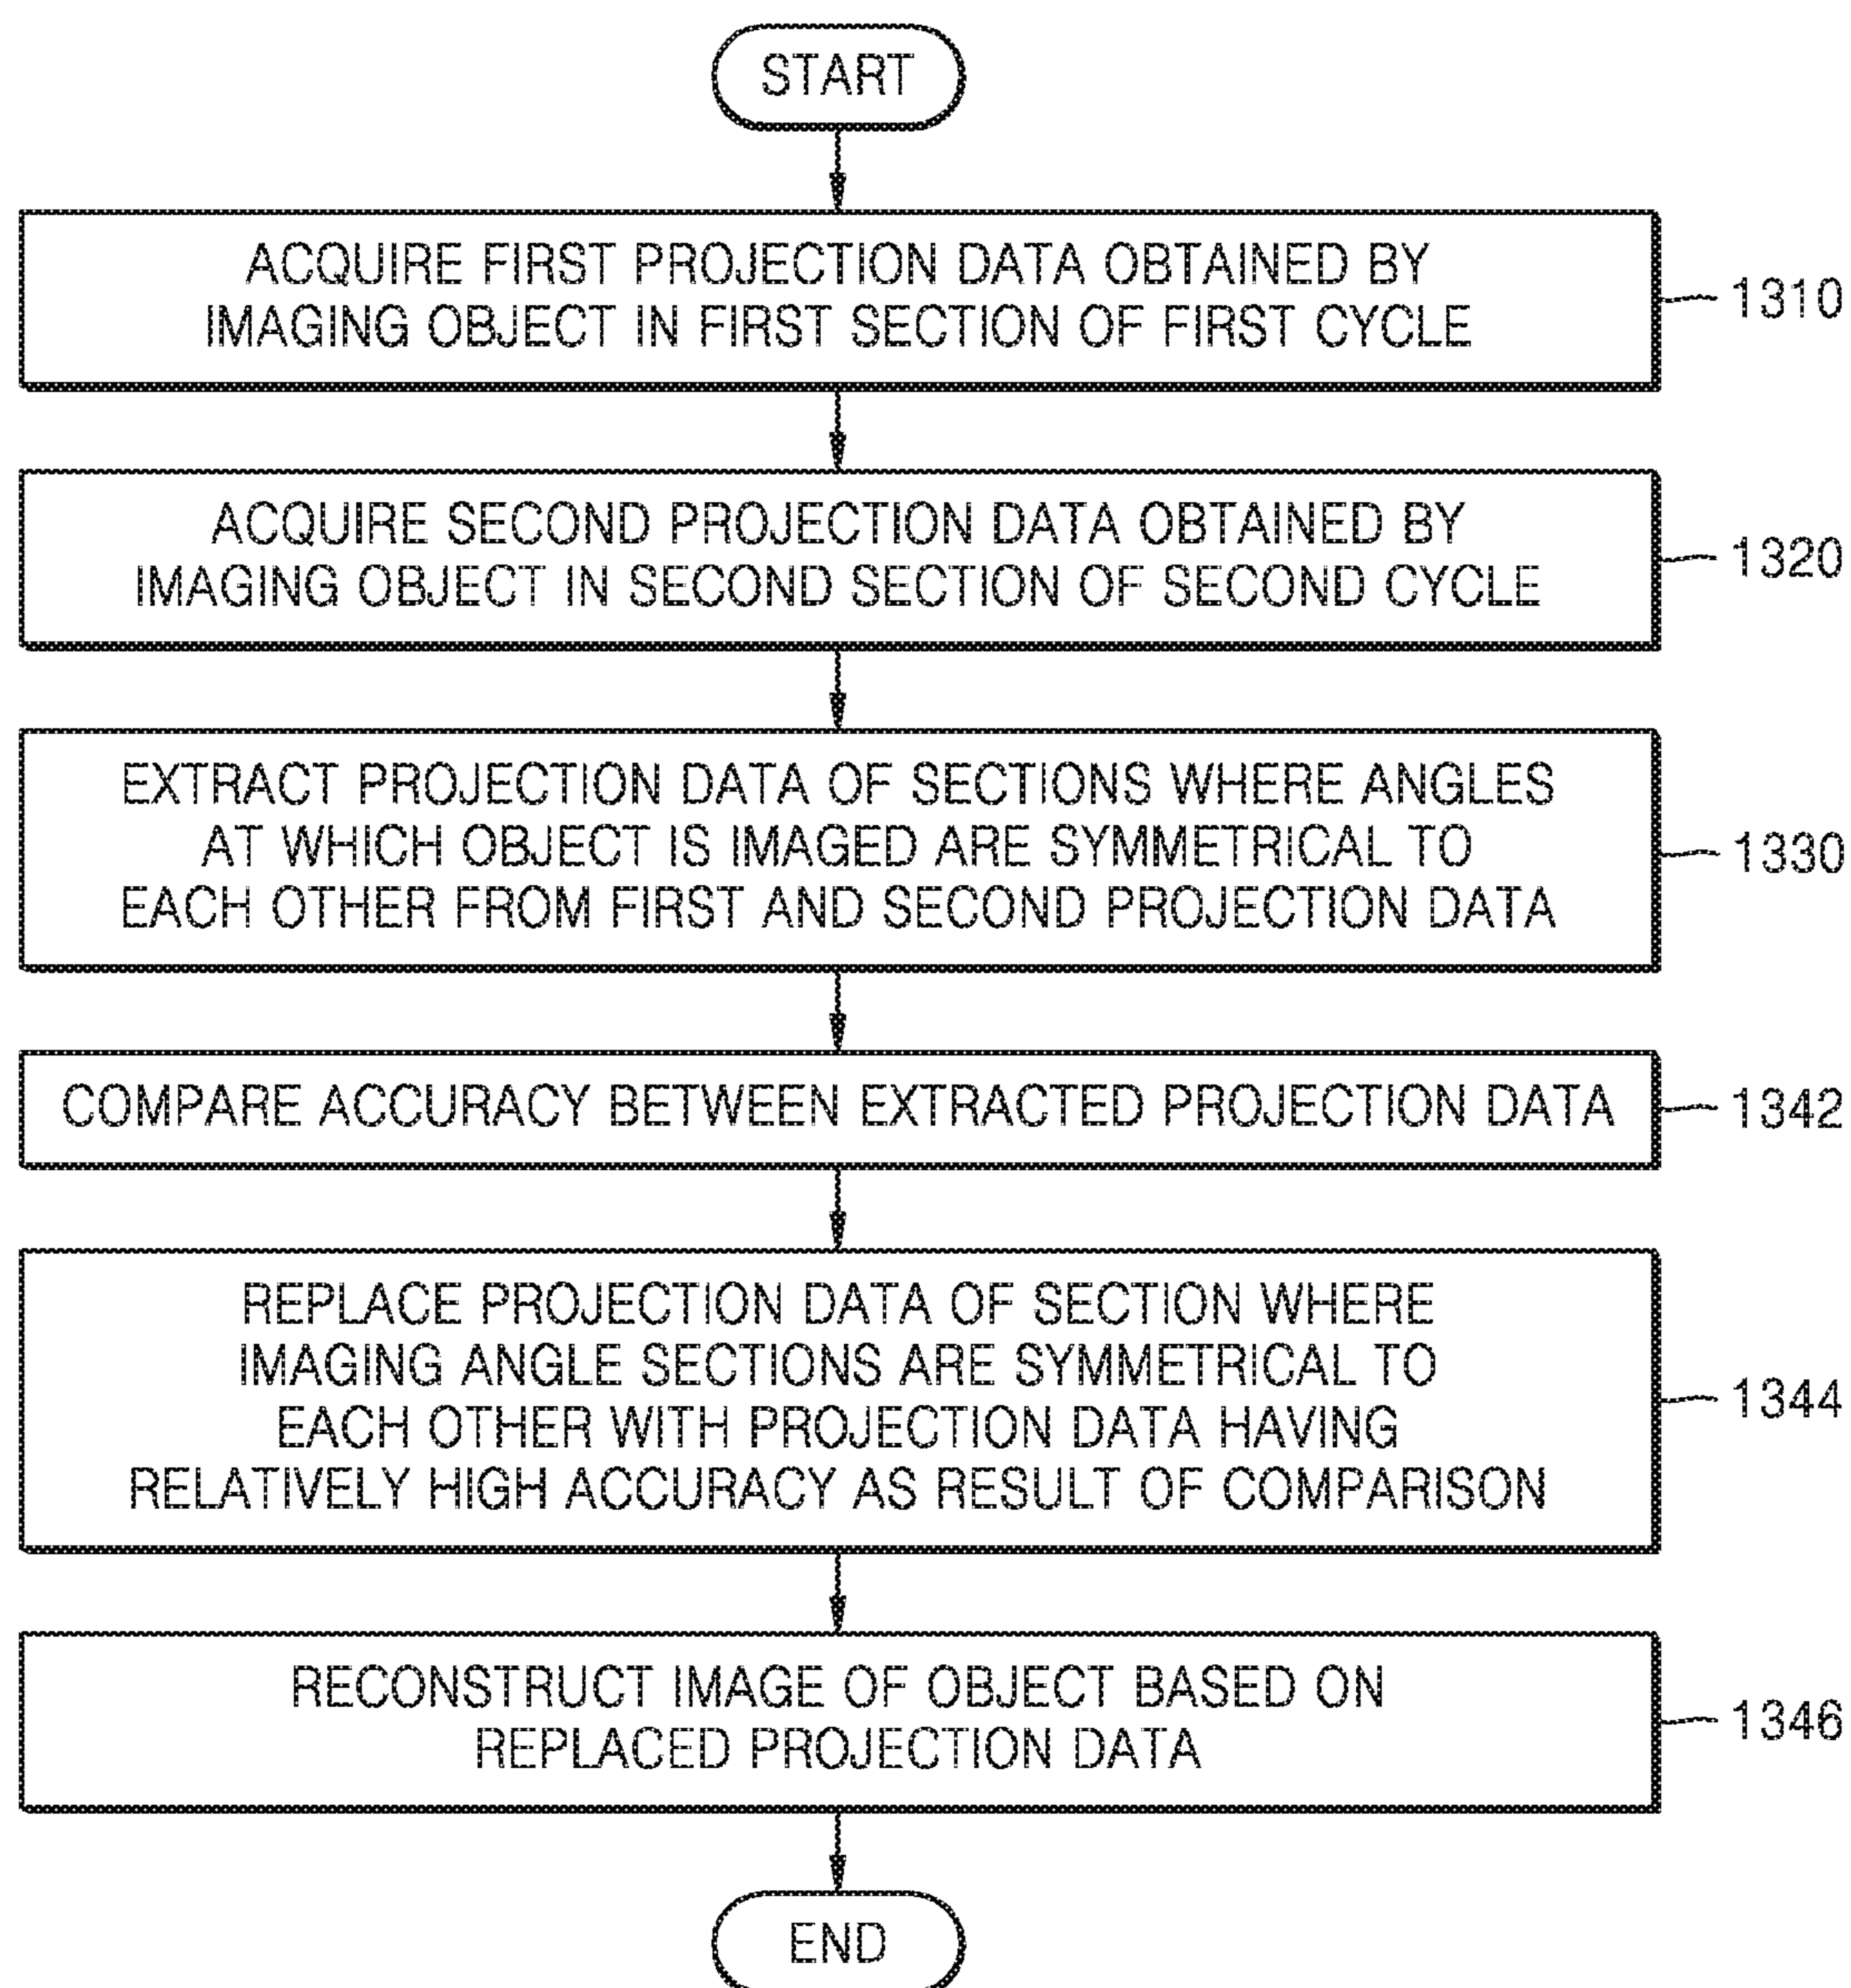 START
ACQUIRE FIRST PROJECTION DATA OBTAINED BY
IMAGING OBJECT IN FIRST SECTION OF FIRST CYCLE
1310
ACQUIRE SECOND PROJECTION DATA OBTAINED BY
IMAGING OBJECT IN SECOND SECTION OF SECOND CYCLE
1320
EXTRACT PROJECTION DATA OF SECTIONS WHERE ANGLES
AT WHICH OBJECT IS IMAGED ARE SYMMETRICAL TO
EACH OTHER FROM FIRST AND SECOND PROJECTION DATA
1330
COMPARE ACCURACY BETWEEN EXTRACTED PROJECTION DATA
1342
REPLACE PROJECTION DATA OF SECTION WHERE
IMAGING ANGLE SECTIONS ARE SYMMETRICAL TO
EACH OTHER WITH PROJECTION DATA HAVING
RELATIVELY HIGH ACCURACY AS RESULT OF COMPARISON
1344
RECONSTRUCT IMAGE OF OBJECT BASED ON
REPLACED PROJECTION DATA
1346
END